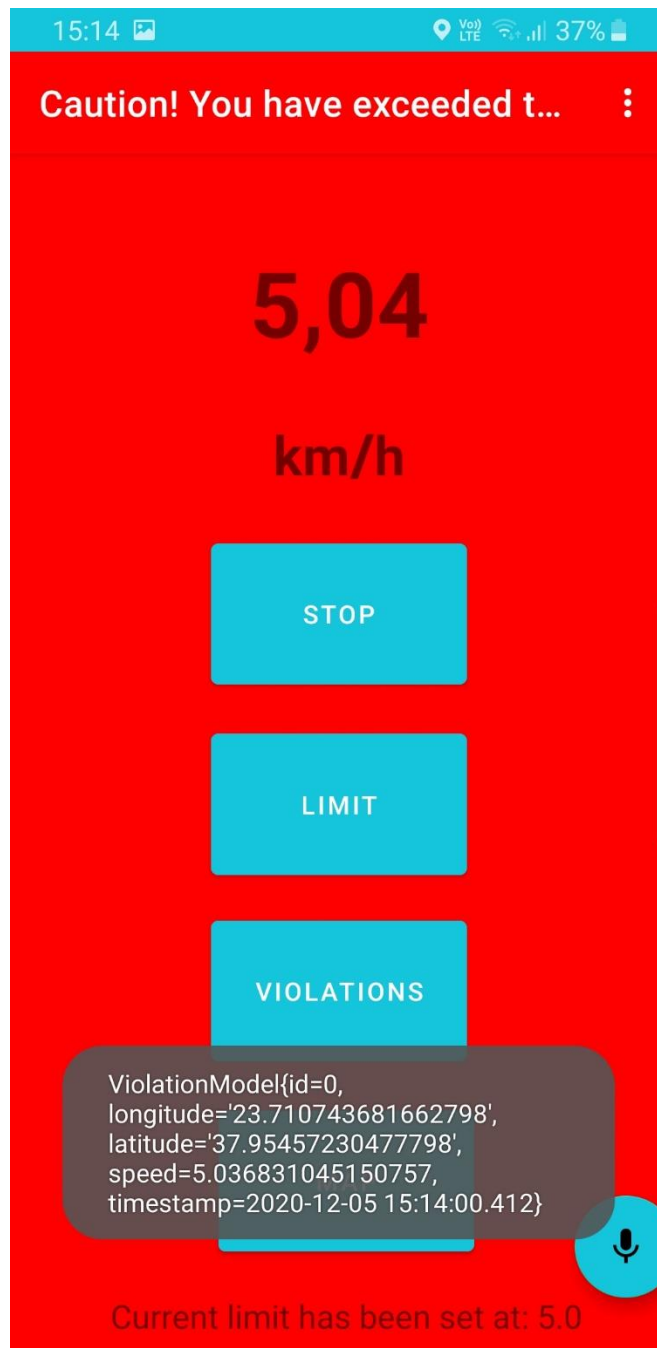 15:14 Vo)) LTE 37%
Caution! You have exceeded t...
5,04
km/h
STOP
LIMIT
VIOLATIONS
ViolationModel{id=0,
longitude='23.710743681662798',
latitude='37.95457230477798',
speed=5.036831045150757,
timestamp=2020-12-05 15:14:00.412}
Current limit has been set at: 5.0